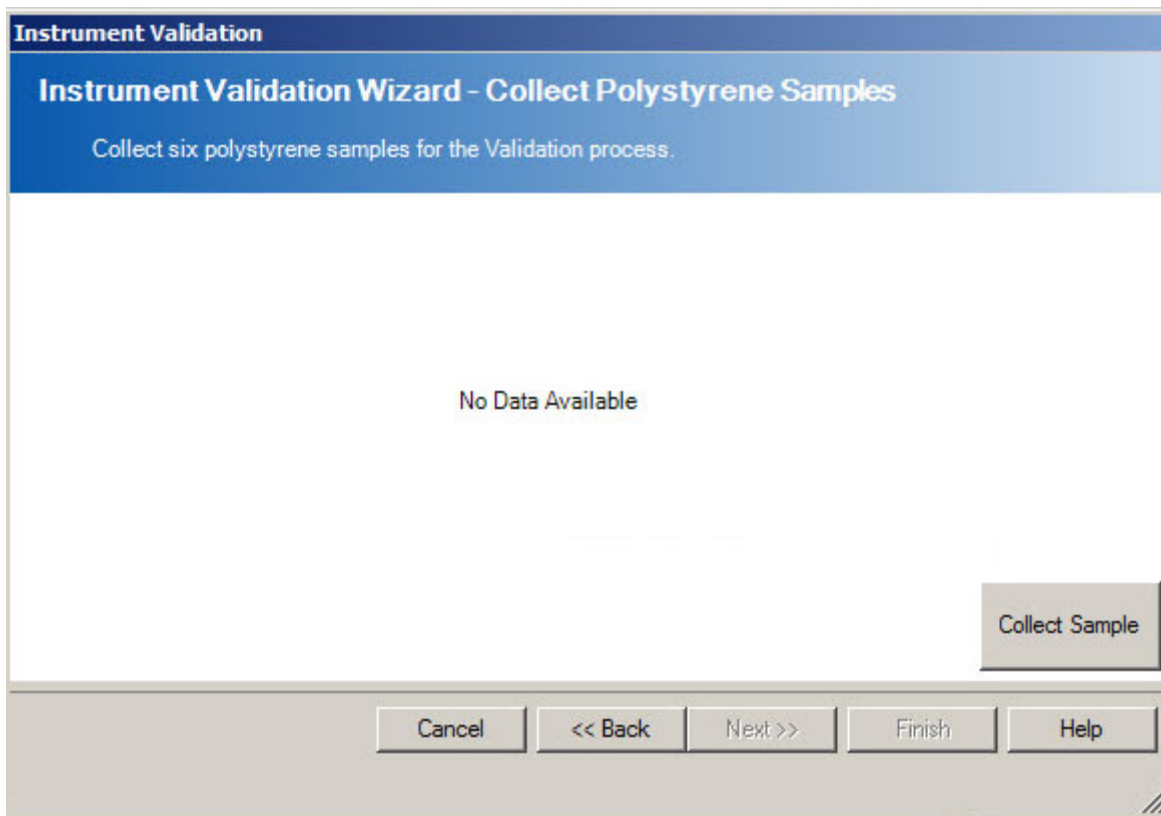 Instrument Validation
Instrument Validation Wizard - Collect Polystyrene Samples
Collect six polystyrene samples for the Validation process.
No Data Available
Collect Sample
Cancel << Back Next >> Finish Help